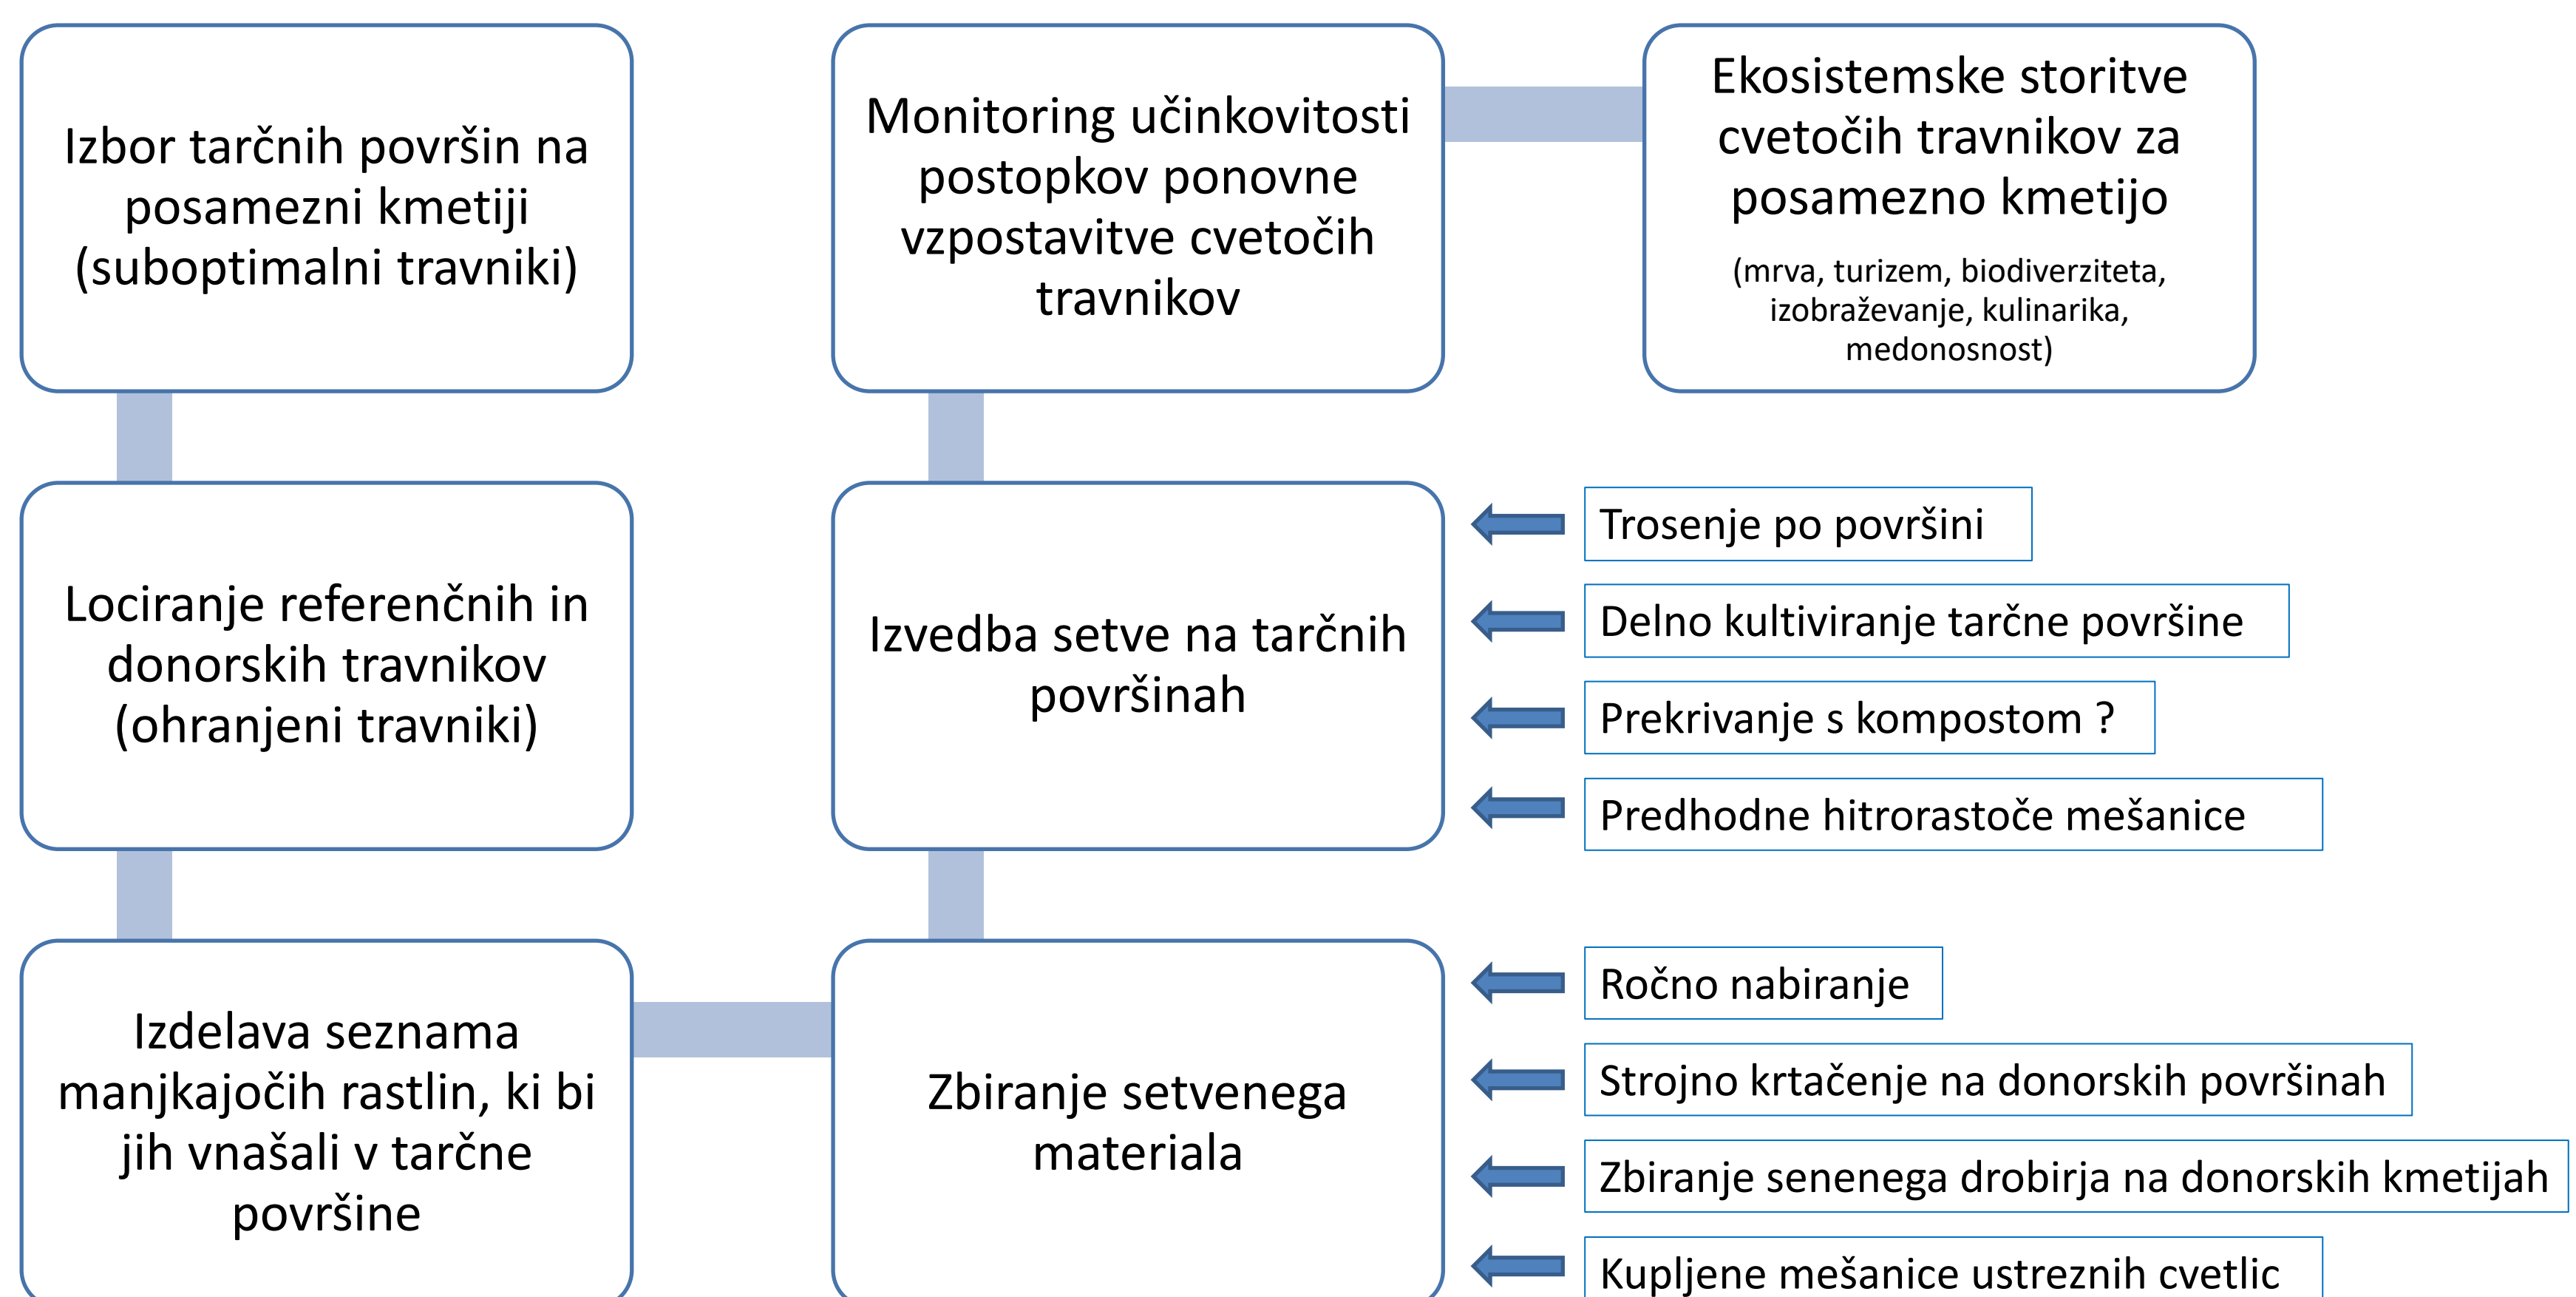 Izbor tarčnih površin na
posamezni kmetiji
(suboptimalni travniki)
Lociranje referenčnih in
donorskih travnikov
(ohranjeni travniki)
Izdelava seznama
manjkajočih rastlin, ki bi
jih vnašali v tarčne
površine
Zbiranje setvenega
materiala
Ročno nabiranje
Strojno krtačenje na donorskih površinah
Zbiranje senenega drobirja na donorskih kmetijah
Kupljene mešanice ustreznih cvetlic
Izvedba setve na tarčnih
površinah
Trosenje po površini
Delno kultiviranje tarčne površine
Prekrivanje s kompostom ?
Predhodne hitrorastoče mešanice
Monitoring učinkovitosti
postopkov ponovne
vzpostavitve cvetočih
travnikov
Ekosistemske storitve
cvetočih travnikov za
posamezno kmetijo
(mrva, turizem, biodiverziteta,
izobraževanje, kulinarika,
medonosnost)